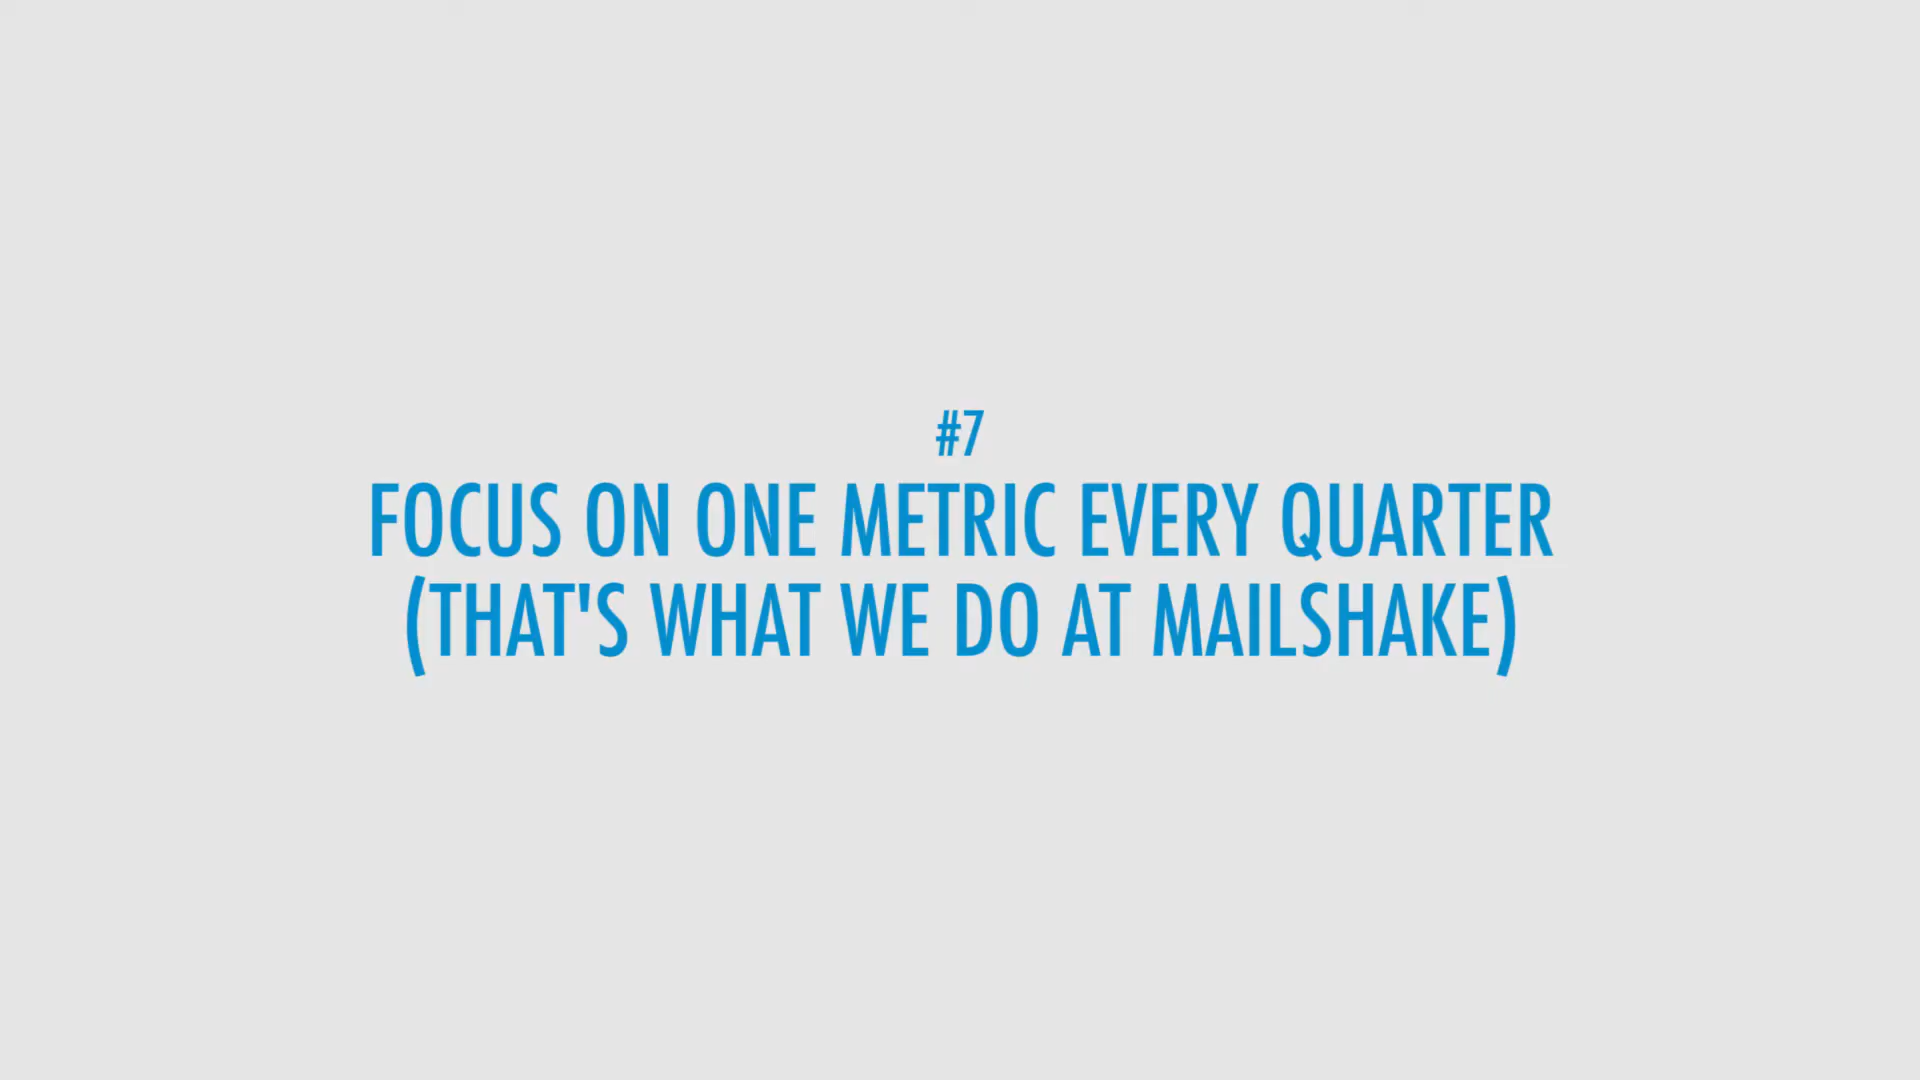 #7
FOCUS ON ONE METRIC EVERY QUARTER
(THAT'S WHAT WE DO AT MAILSHAKE)